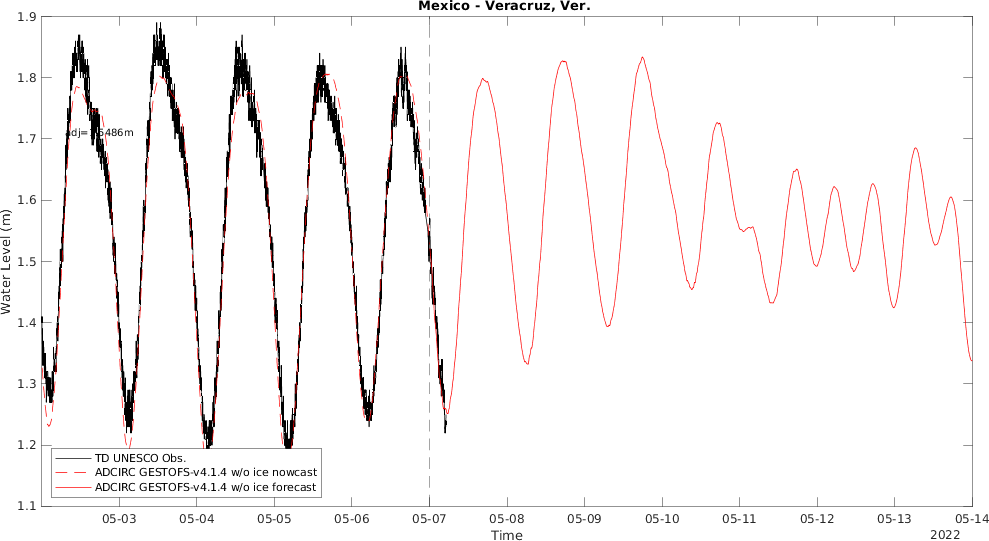 Mexico - Veracruz, Ver.
1.9
1.8
1.7
1.6
1.5
1.4
1.3
1.2
1.1
Water Level (m)
TD UNESCO Obs.
ADCIRC GESTOFS-v4.1.4 w/o ice nowcast
ADCIRC GESTOFS-v4.1.4 w/o ice forecast
05-03 05-04 05-05 05-06 05-07 05-08 05-09 05-10 05-11 05-12 05-13 05-14
Time
2022